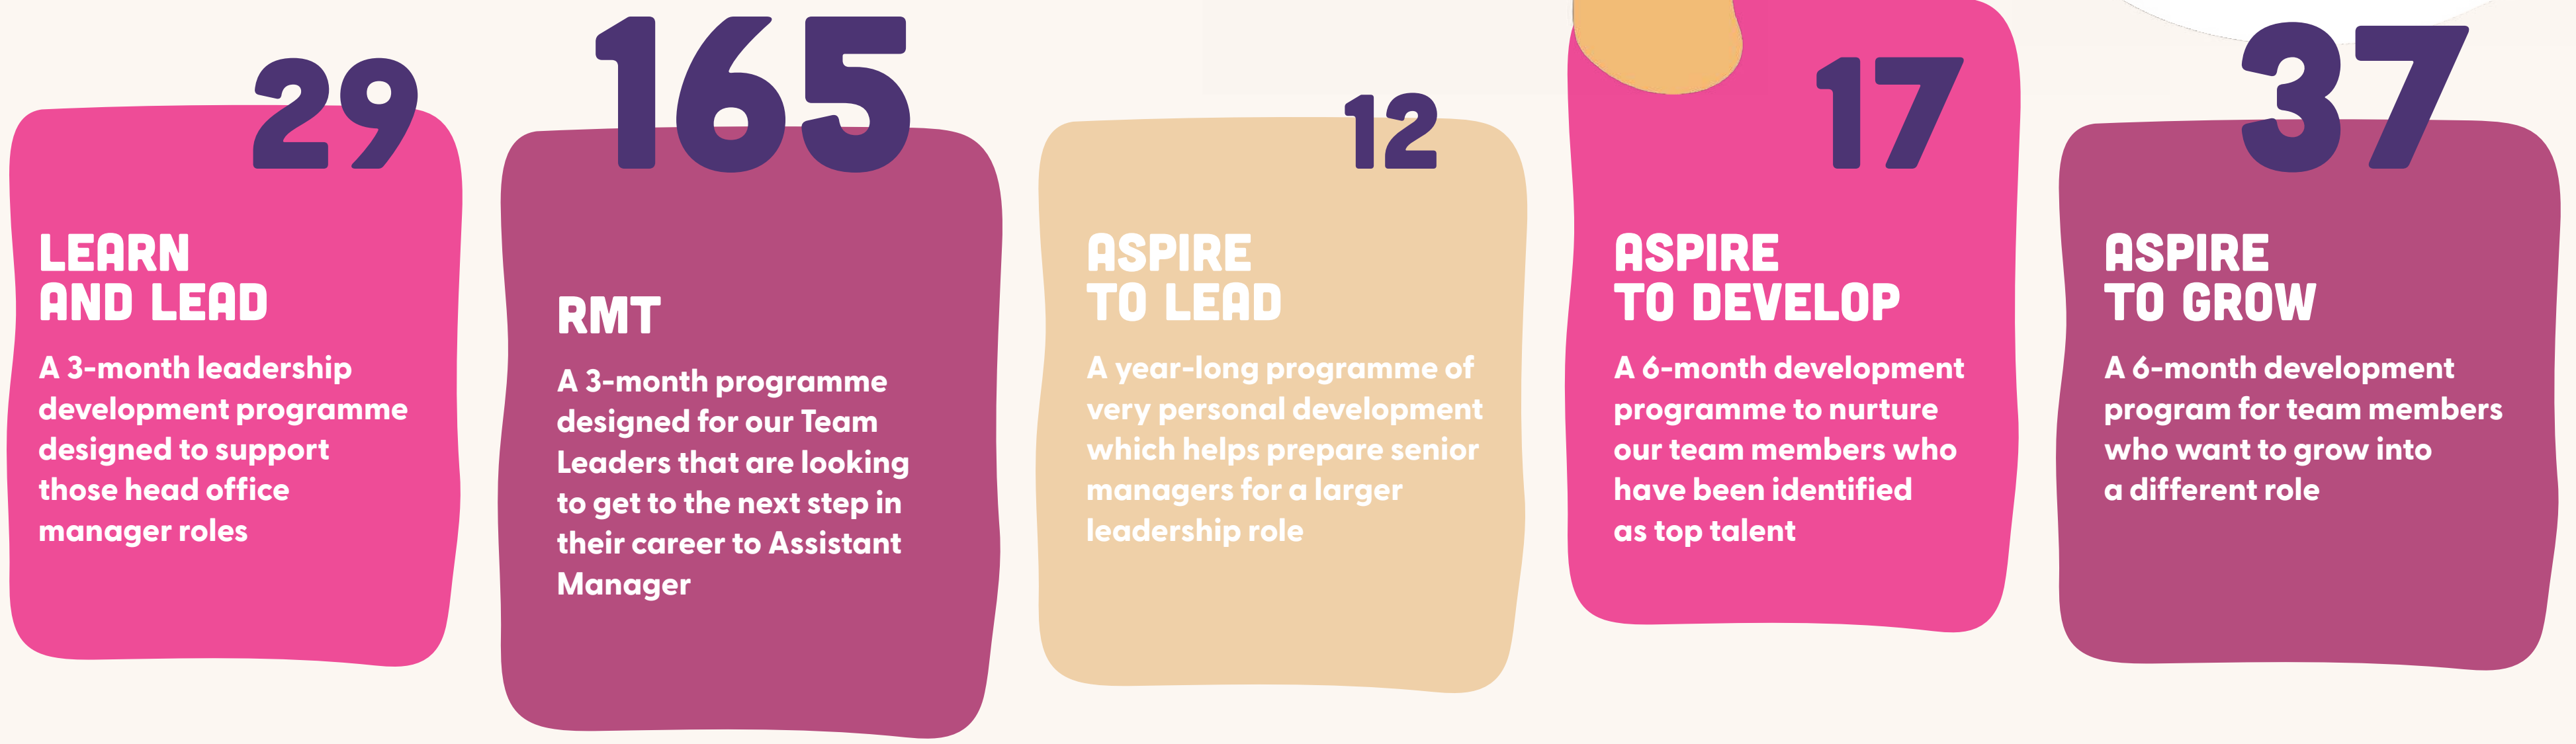 29
LEARN
AND LEAD
A 3-month leadership
development programme
designed to support
those head office
manager roles
165
RMT
A 3-month programme
designed for our Team
Leaders that are looking
to get to the next step in
their career to Assistant
Manager
12
ASPIRE
TO LEAD
A year-long programme of
very personal development
which helps prepare senior
managers for a larger
leadership role
17
ASPIRE
TO DEVELOP
A 6-month development
programme to nurture
our team members who
have been identified
as top talent
37
ASPIRE
TO GROW
A 6-month development
program for team members
who want to grow into
a different role